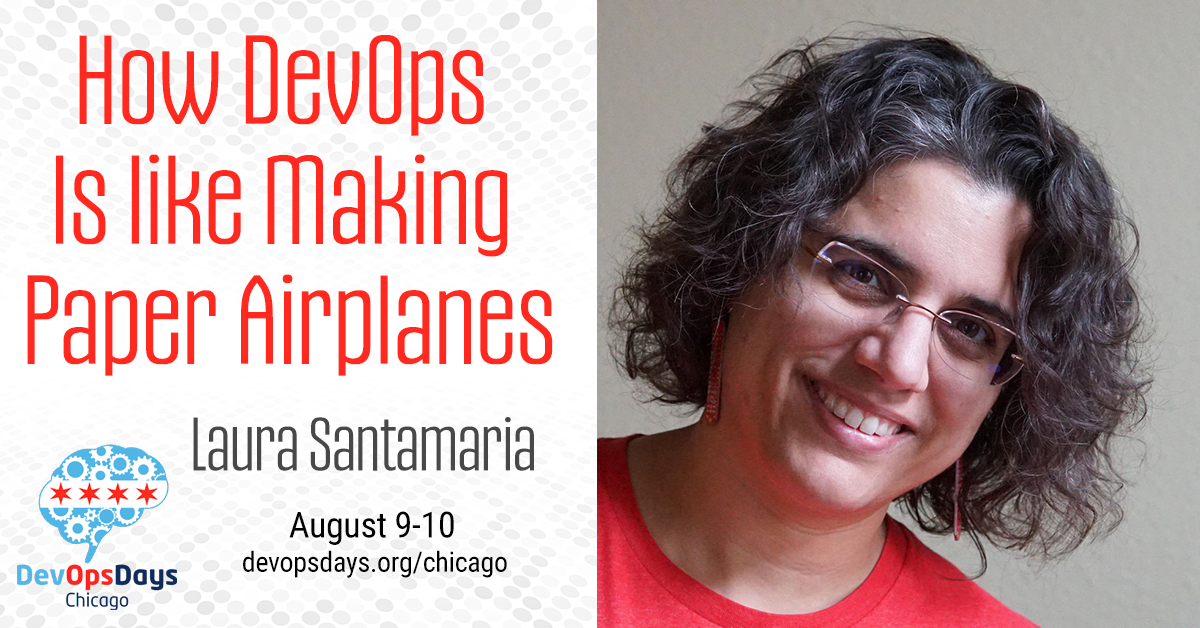 How DevOps
Is like Making
Paper Airplanes
Laura Santamaria
August 9-10
devopsdays.org/chicago
DevOpsDays
Chicago